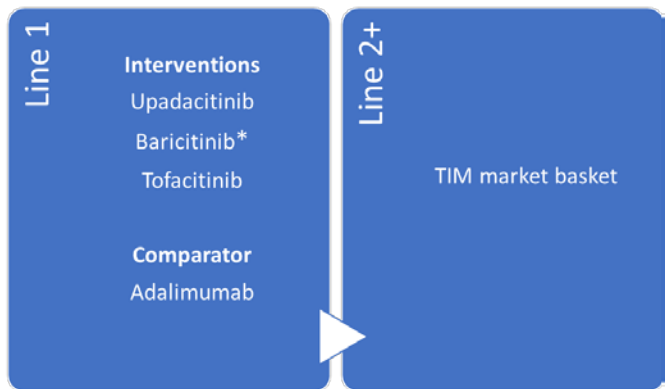 Line 1
Interventions
Upadacitinib
Baricitinib*
Tofacitinib
Comparator
Adalimumab
Line 2+
TIM market basket